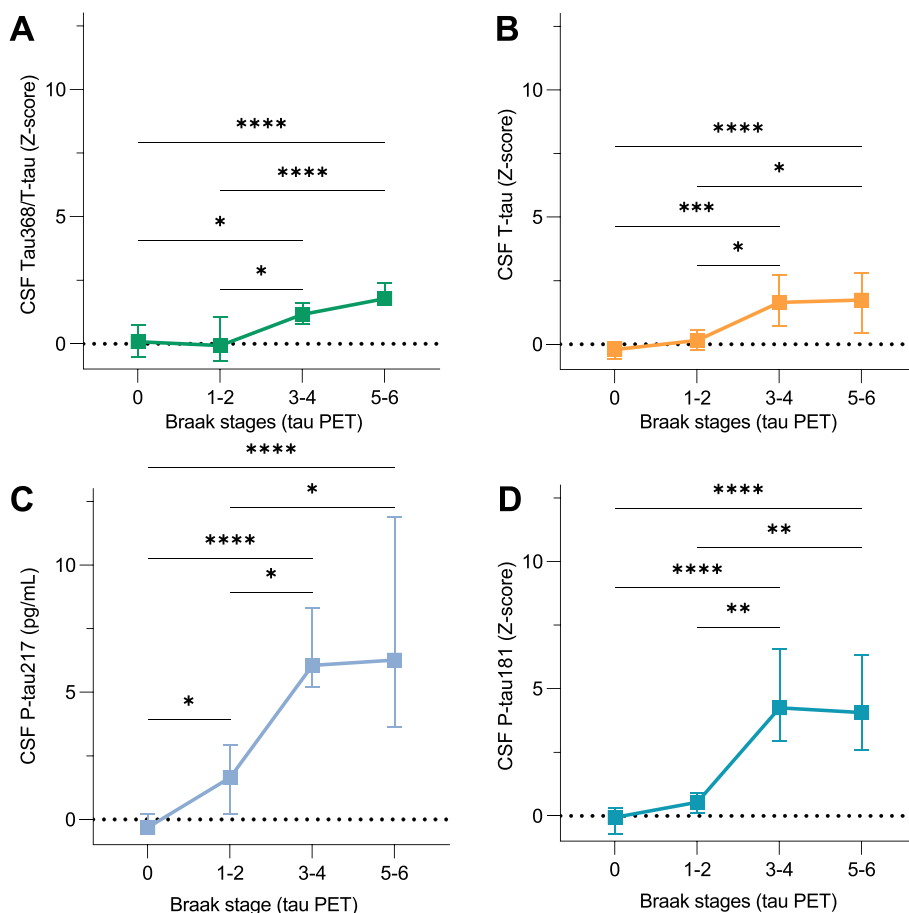 A
CSF Tau368/T-tau (Z-score)
10
5
0
****
****
*
*
0 1-2 3-4 5-6
Braak stages (tau PET)
B
CSF T-tau (Z-score)
10
5
0
****
*
***
*
0 1-2 3-4 5-6
Braak stages (tau PET)
C
CSF P-tau217 (pg/mL)
10
5
0
****
*
****
*
*
0 1-2 3-4 5-6
Braak stage (tau PET)
D
CSF P-tau181 (Z-score)
10
5
0
****
**
****
**
0 1-2 3-4 5-6
Braak stages (tau PET)